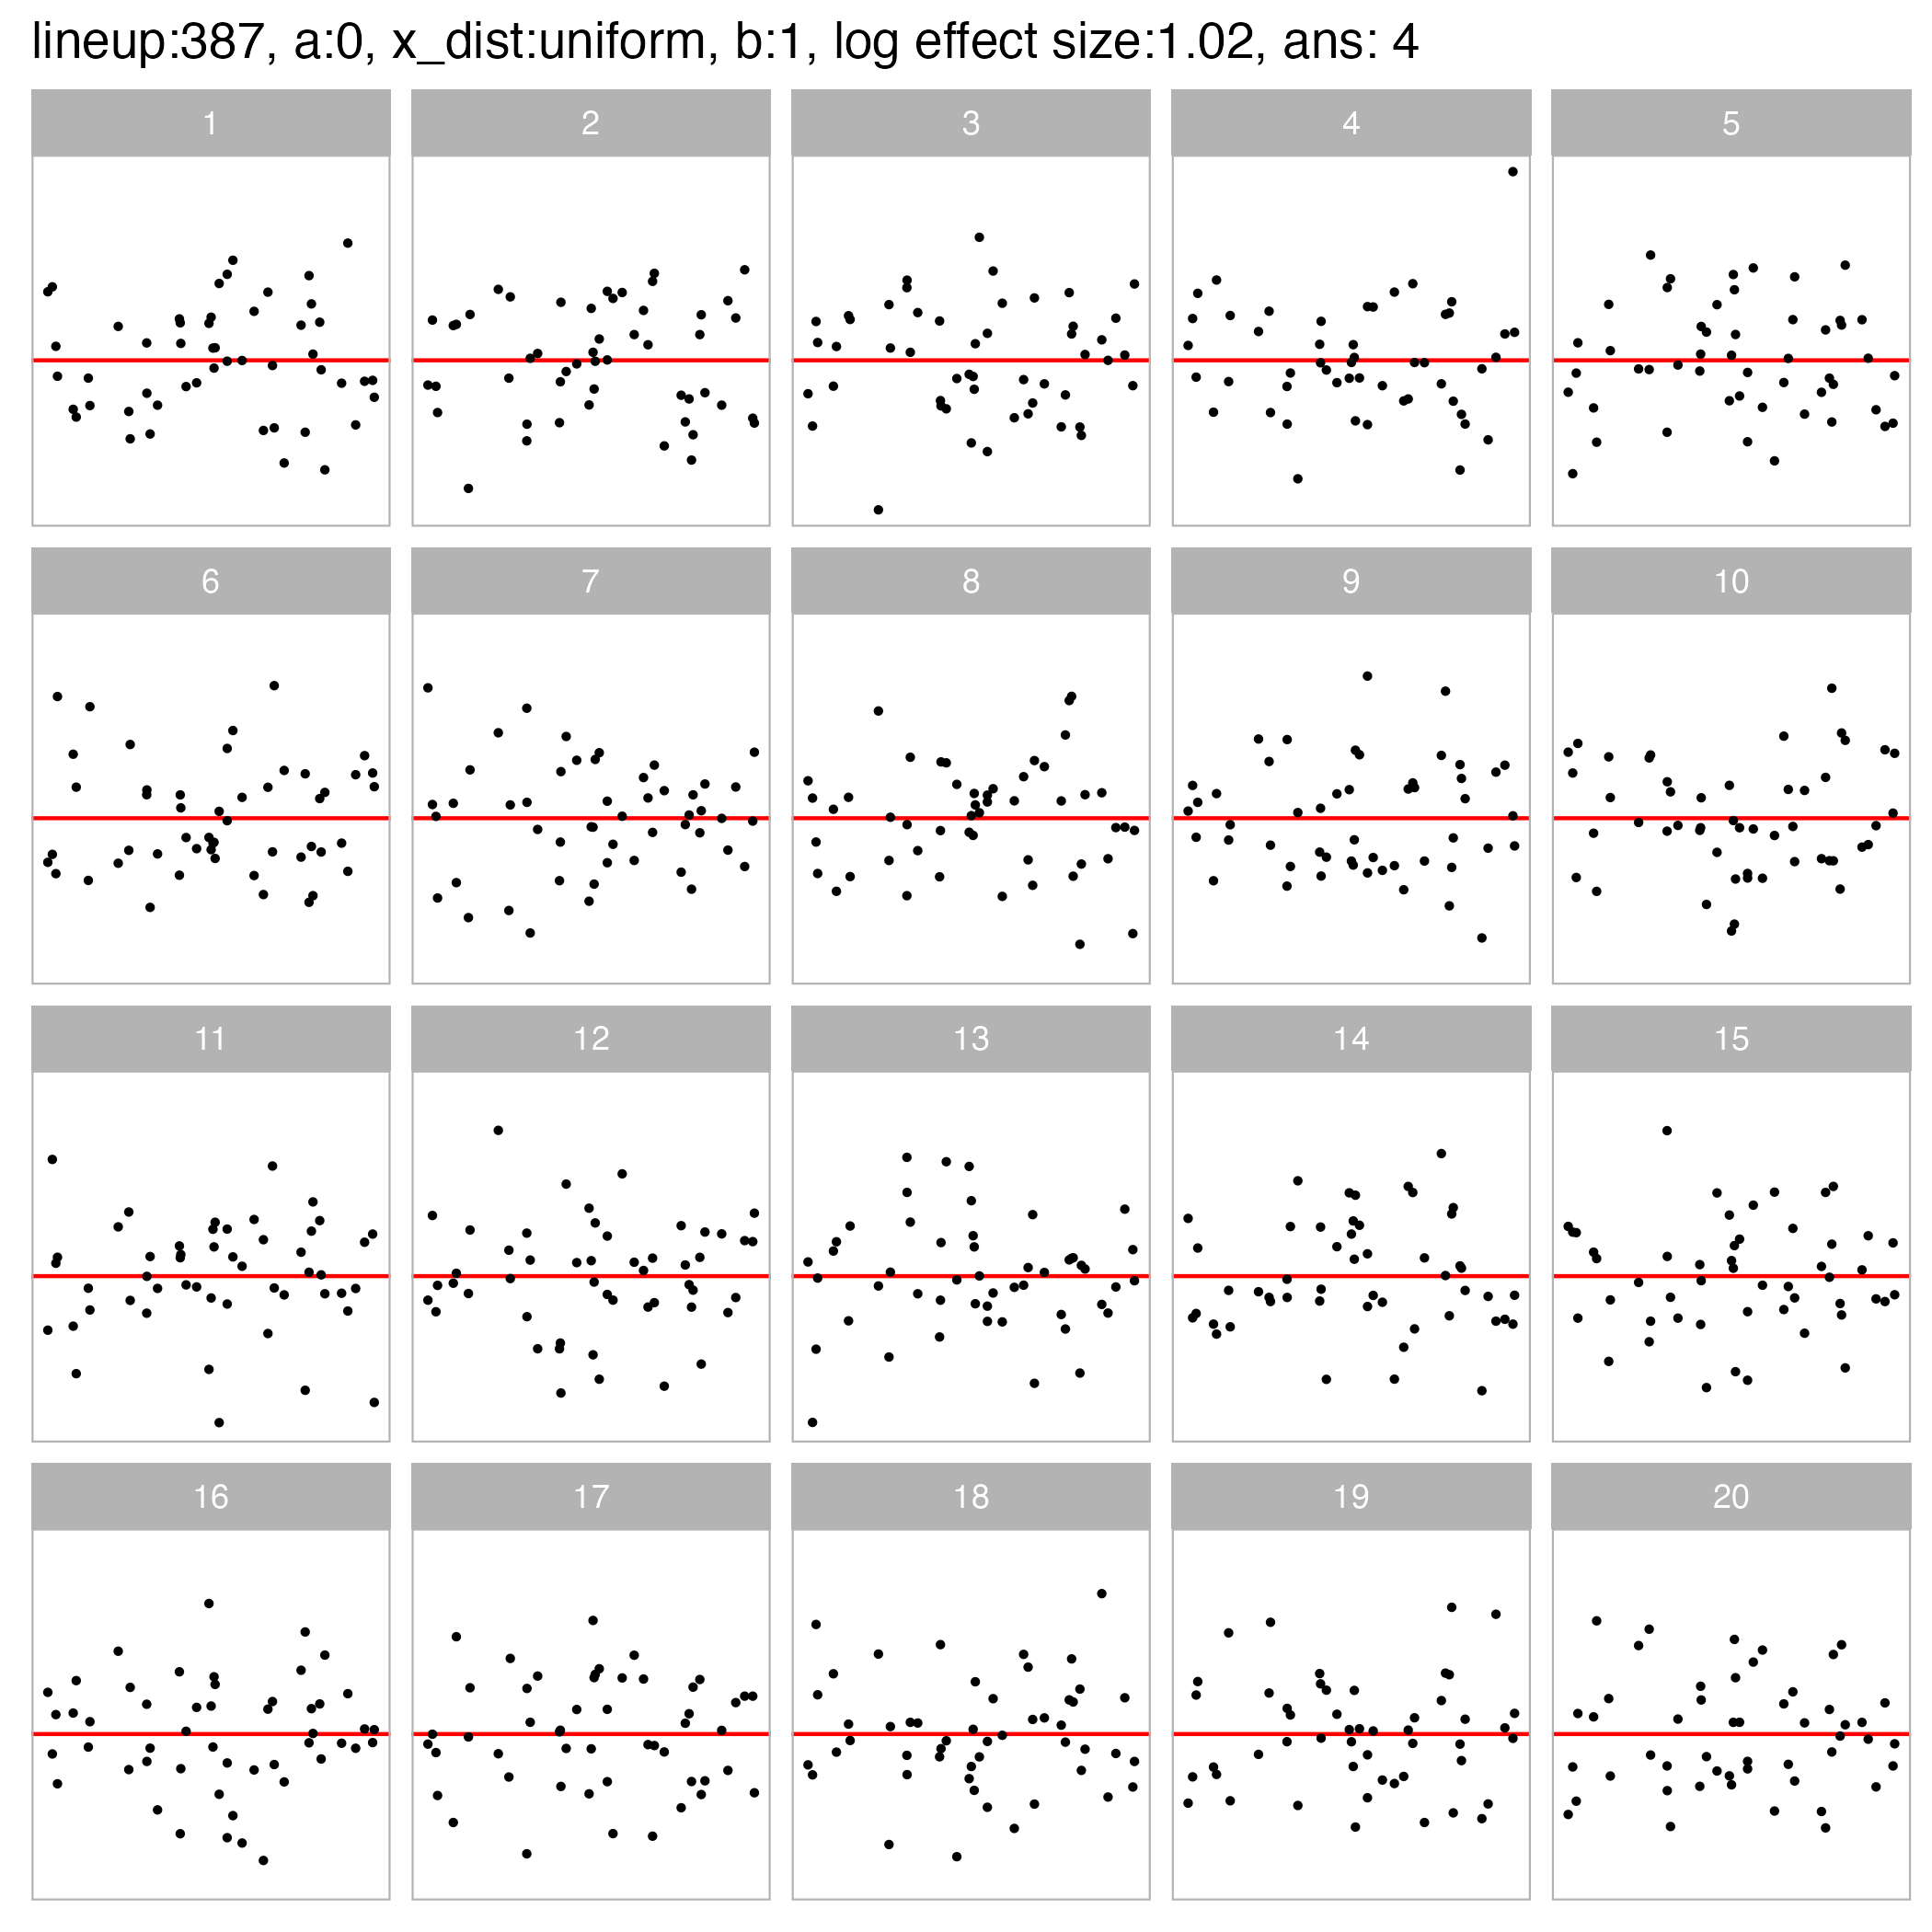 lineup:387, a:0, x_dist:uniform, b:1, log effect size:1.02, ans: 4
1 2 3 4 5
6 7 8 9 10
11 12 13 14 15
16 17 18 19 20